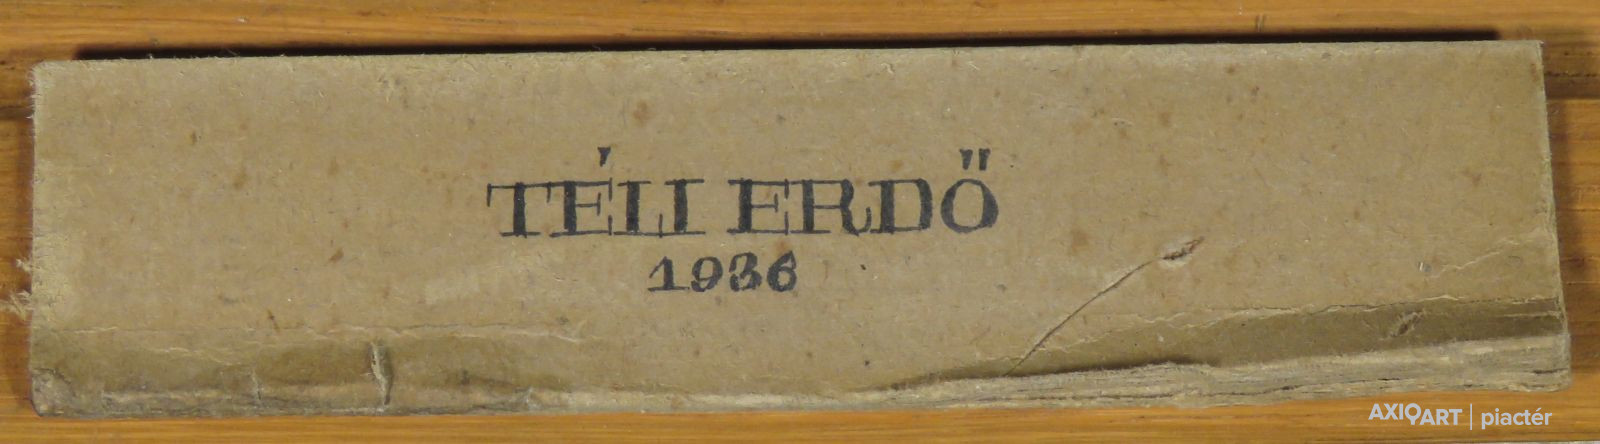 TÉLI ERDŐ
1936
AXIOART | piactér